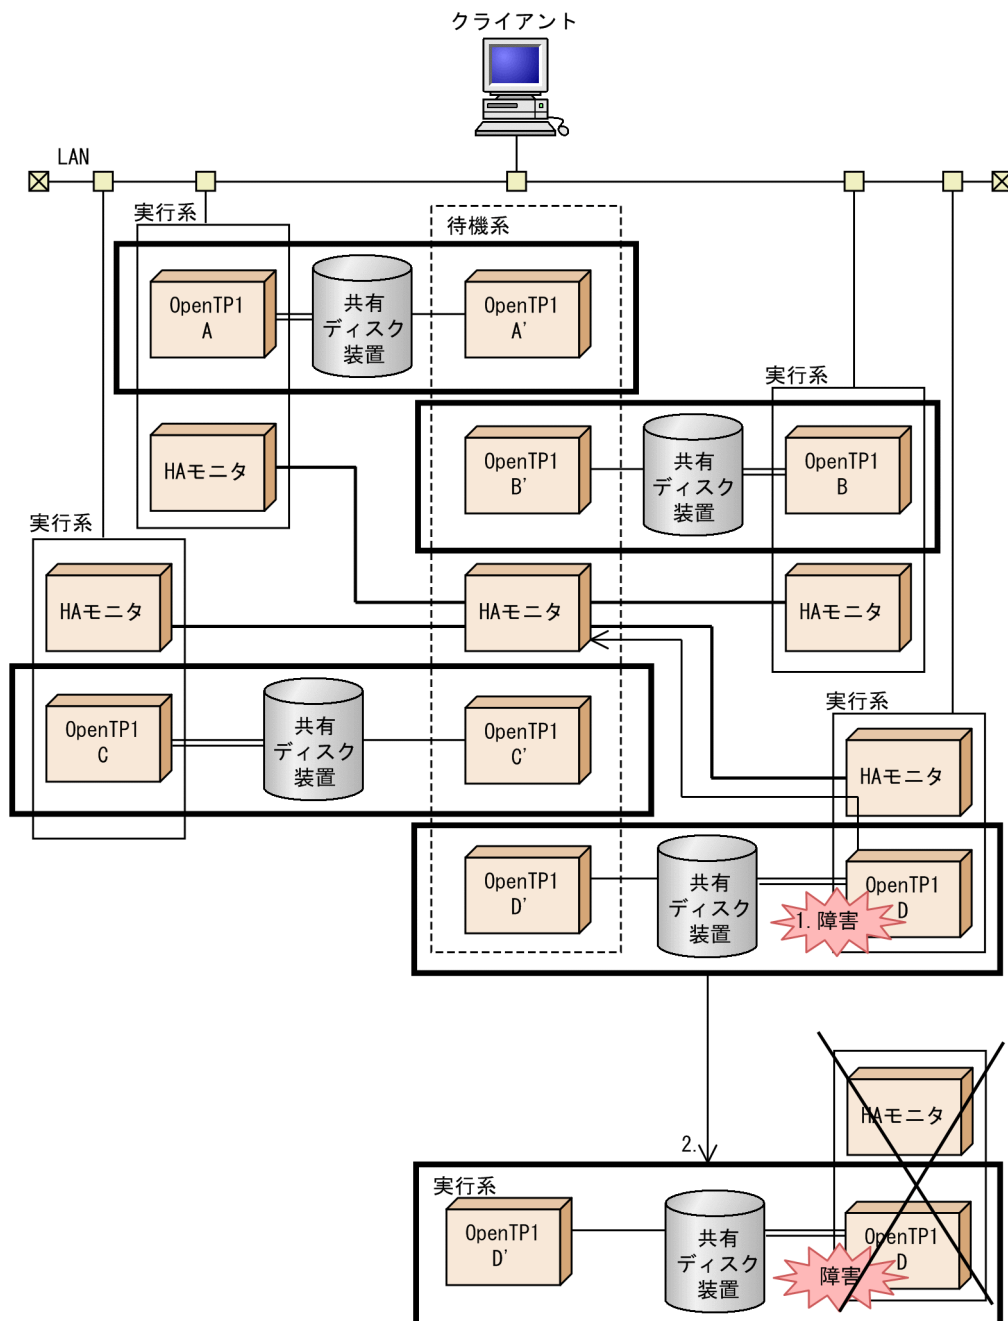 クライアント
LAN
実行系
待機系
OpenTP1
A
共有
ディスク
装置
OpenTP1
A'
実行系
HAモニタ
OpenTP1
B'
共有
ディスク
装置
OpenTP1
B
実行系
HAモニタ
HAモニタ
HAモニタ
OpenTP1
C
共有
ディスク
装置
OpenTP1
C'
実行系
HAモニタ
OpenTP1
D'
共有
ディスク
装置
OpenTP1
D
1.障害
HAモニタ
2.
実行系
OpenTP1
D'
共有
ディスク
装置
OpenTP1
D
障害